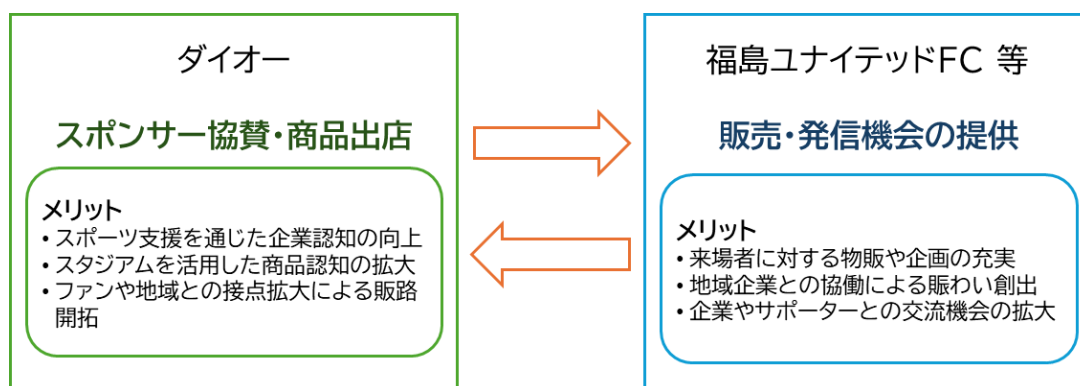 ダイオー
スポンサー協賛・商品出店
メリット
・スポーツ支援を通じた企業認知の向上
・スタジアムを活用した商品認知の拡大
・ファンや地域との接点拡大による販路
開拓
福島ユナイテッドFC 等
販売・発信機会の提供
メリット
・来場者に対する物販や企画の充実
・地域企業との協働による賑わい創出
・企業やサポーターとの交流機会の拡大